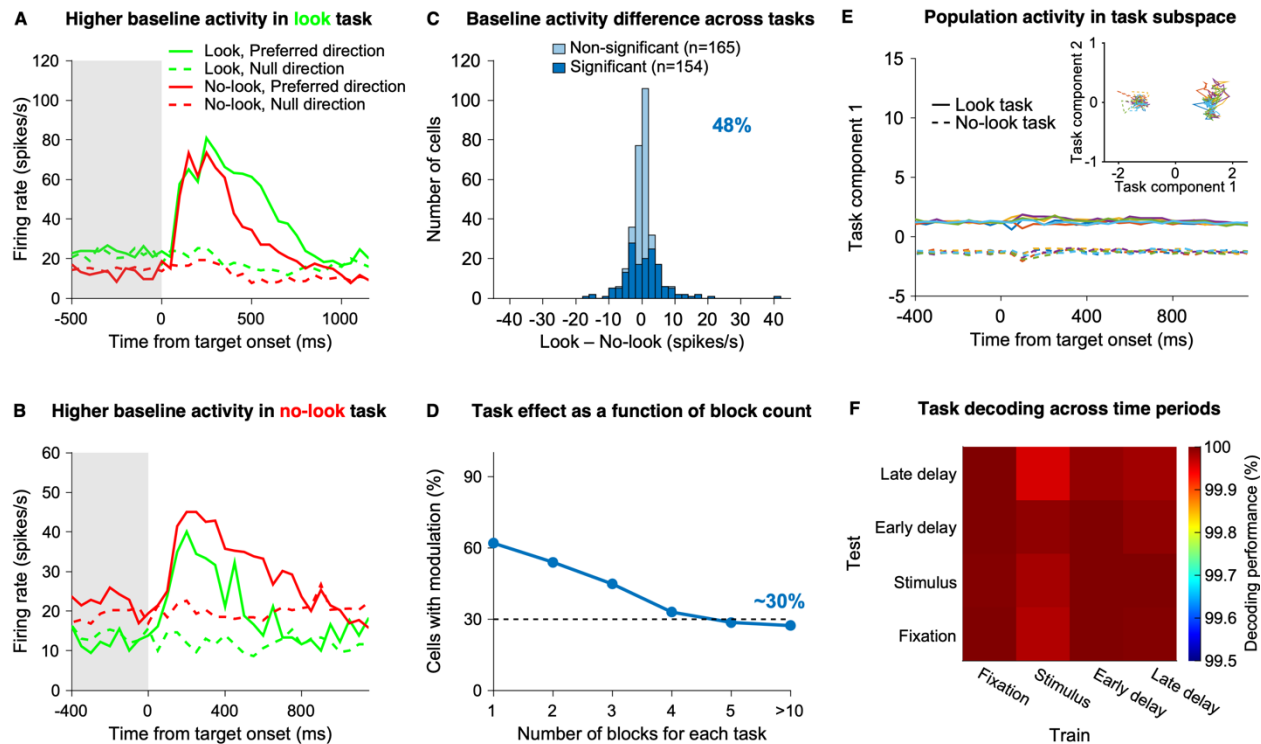 A Higher baseline activity in look task
Look, Preferred direction
Look, Null direction
No-look, Preferred direction
No-look, Null direction
Firing rate (spikes/s)
120
100
80
60
40
20
0
-500 0 500 1000
Time from target onset (ms)
B Higher baseline activity in no-look task
Firing rate (spikes/s)
60
50
40
30
20
10
0
-400 0 400 800
Time from target onset (ms)
C Baseline activity difference across tasks
Non-significant (n=165)
Significant (n=154)
48%
Number of cells
120
100
80
60
40
20
0
-40 -30 -20 -10 0 10 20 30 40
Look – No-look (spikes/s)
D Task effect as a function of block count
Cells with modulation (%)
90
60
30
0
~30%
1 2 3 4 5 >10
Number of blocks for each task
E Population activity in task subspace
Task component 1
15
10
5
0
-5
Look task
No-look task
-400 0 400 800
Time from target onset (ms)
Task component 2
1
0
-1
-2 0 2
Task component 1
F Task decoding across time periods
Test
Late delay
Early delay
Stimulus
Fixation
Fixation Stimulus Early delay Late delay
Train
100
99.9
99.8
99.7
99.6
99.5
Decoding performance (%)